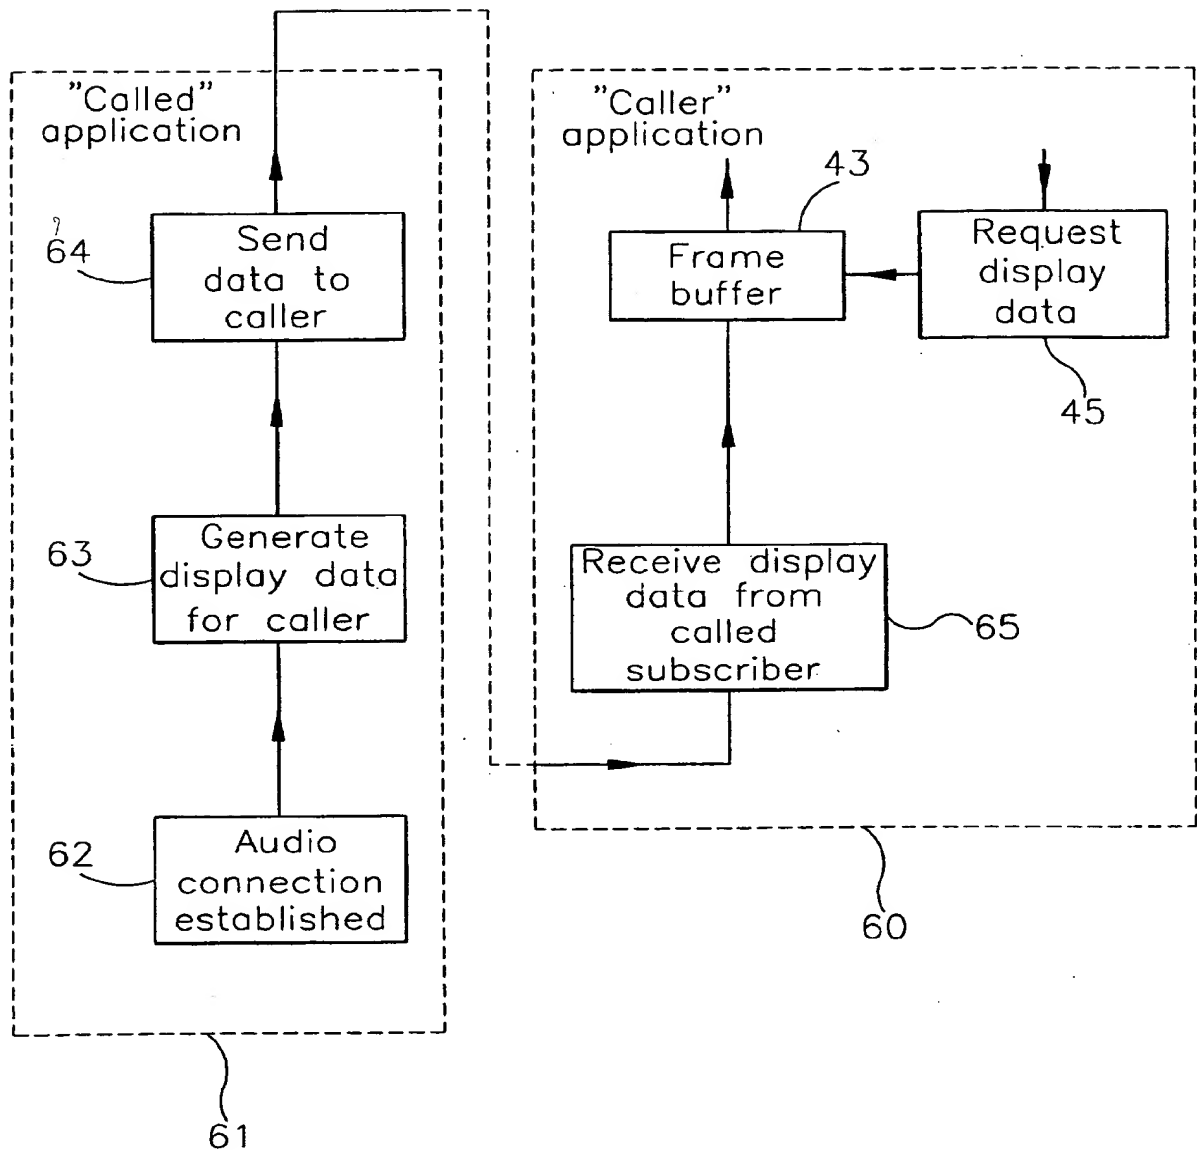 "Called"
application
64
Send
data to
caller
63
Generate
display data
for caller
62
Audio
connection
established
61
"Caller"
application
43
Frame
buffer
Request
display
data
45
Receive display
data from
called
subscriber
65
60